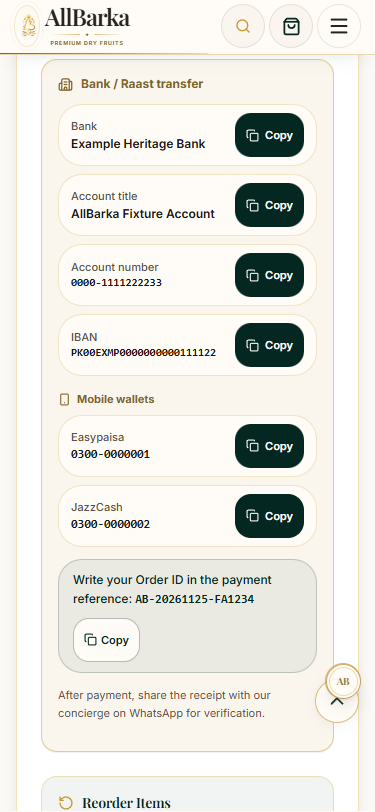 AllBarka
PREMIUM DRY FRUITS
Bank / Raast transfer
Bank
Example Heritage Bank
Copy
Account title
AllBarka Fixture Account
Copy
Account number
0000-1111222233
Copy
IBAN
PK00EXMP0000000000111122
Copy
Mobile wallets
Easypaisa
0300-0000001
Copy
JazzCash
0300-0000002
Copy
Write your Order ID in the payment
reference: AB-20261125-FA1234
Copy
After payment, share the receipt with our
concierge on WhatsApp for verification.
AB
Reorder Items